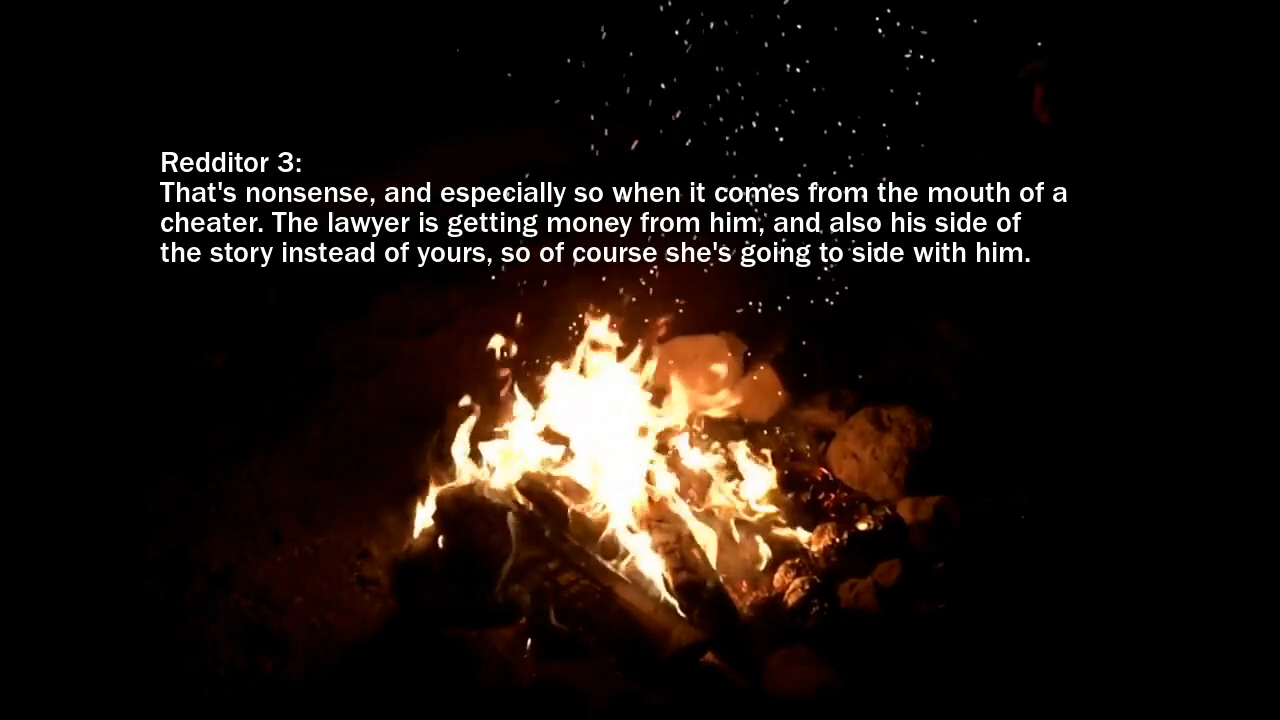 Redditor 3:
That's nonsense, and especially so when it comes from the mouth of a
cheater. The lawyer is getting money from him, and also his side of
the story instead of yours, so of course she's going to side with him.